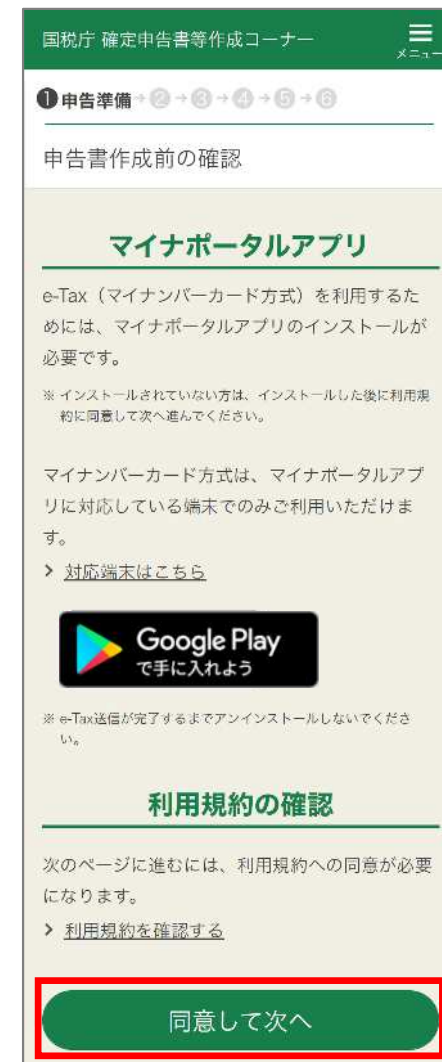 国税庁 確定申告書等作成コーナー
メニュー
❶申告準備→②→③→④→⑤→⑥
申告書作成前の確認
マイナポータルアプリ
e-Tax（マイナンバーカード方式）を利用するた
めには、マイナポータルアプリのインストールが
必要です。
※ インストールされていない方は、インストールした後に利用規
約に同意して次へ進んでください。
マイナンバーカード方式は、マイナポータルアプ
リに対応している端末でのみご利用いただけま
す。
> 対応端末はこちら
Google Play
で手に入れよう
※ e-Tax送信が完了するまでアンインストールしないでくださ
い。
利用規約の確認
次のページに進むには、利用規約への同意が必要
になります。
> 利用規約を確認する
同意して次へ